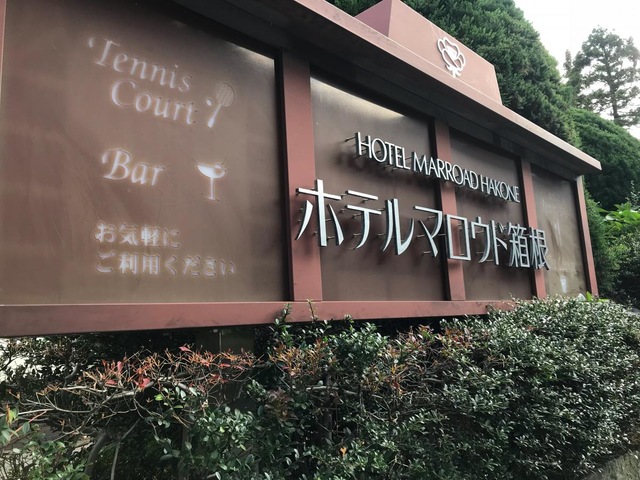 Tennis
Court
Bar
お気軽に
ご利用ください
HOTEL MARROAD HAKONE
ホテルマロウド箱根